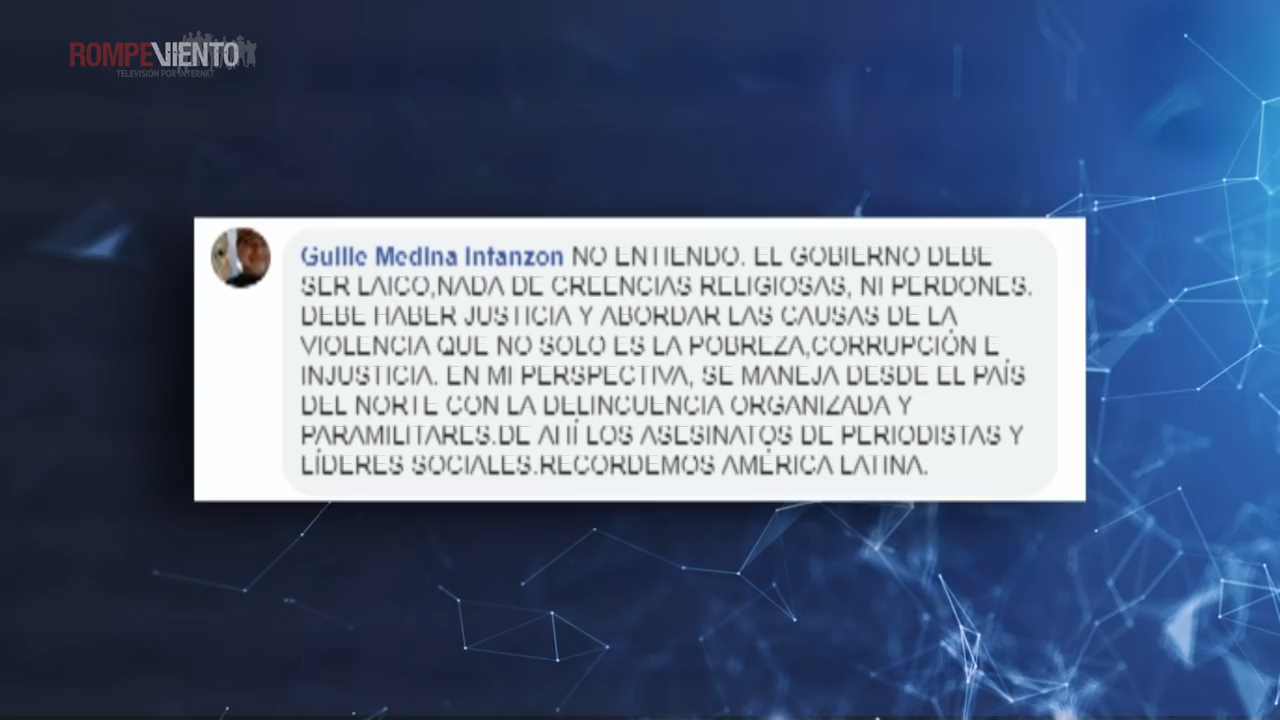 ROMPEVIENTO
TELEVISIÓN POR INTERNET
Guille Medina Infanzon NO ENTIENDO. EL GOBIERNO DEBE
SER LAICO,NADA DE CREENCIAS RELIGIOSAS, NI PERDONES.
DEBE HABER JUSTICIA Y ABORDAR LAS CAUSAS DE LA
VIOLENCIA QUE NO SOLO ES LA POBREZA,CORRUPCIÓN E
INJUSTICIA. EN MI PERSPECTIVA, SE MANEJA DESDE EL PAÍS
DEL NORTE CON LA DELINCUENCIA ORGANIZADA Y
PARAMILITARES.DE AHÍ LOS ASESINATOS DE PERIODISTAS Y
LÍDERES SOCIALES.RECORDEMOS AMÉRICA LATINA.